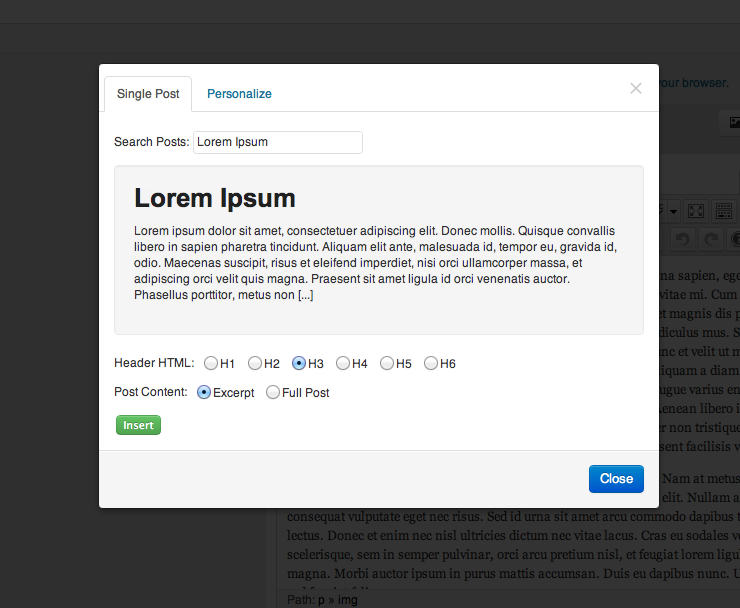 your browser.
Single Post
Personalize
×
Search Posts: Lorem Ipsum
Lorem Ipsum
Lorem ipsum dolor sit amet, consectetuer adipiscing elit. Donec mollis. Quisque convallis
libero in sapien pharetra tincidunt. Aliquam elit ante, malesuada id, tempor eu, gravida id,
odio. Maecenas suscipit, risus et eleifend imperdiet, nisi orci ullamcorper massa, et
adipiscing orci velit quis magna. Praesent sit amet ligula id orci venenatis auctor.
Phasellus porttitor, metus non [...]
Header HTML: H1 H2 H3 H4 H5 H6
Post Content: Excerpt Full Post
Insert
Close
na sapien, ege
vitae mi. Cum
et magnis dis p
diculus mus. S
nc et velit ut m
liquam a diam
ugue varius en
Aenean libero i
r non tristique
sent facilisis v
Nam at metus
elit. Nullam a
consequat vulputate eget nec risus. Sed id urna sit amet arcu commodo dapibus t
lectus. Donec et enim nec nisl ultricies dictum nec vitae lacus. Cras eu sodales v
scelerisque, sem in semper pulvinar, orci arcu pretium nisl, et feugiat lorem ligu
magna. Morbi auctor ipsum in purus mattis accumsan. Duis eu dapibus nunc. U
Path: p » img